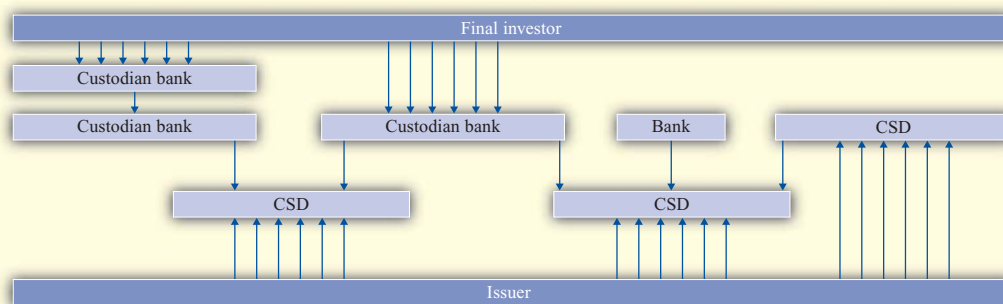 Final investor
Custodian bank
Custodian bank
Custodian bank
Bank
CSD
CSD
CSD
Issuer